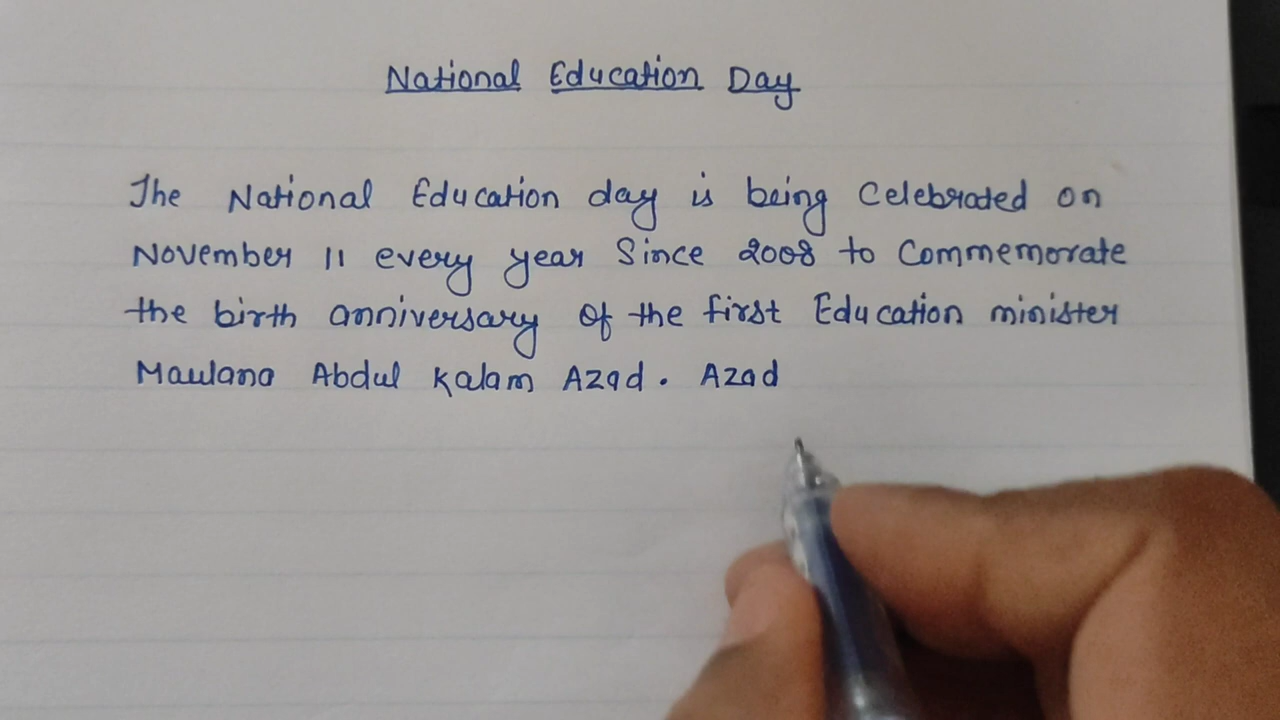 National Education Day
The National Education day is being Celebrated on
November 11 every year Since 2008 to Commemorate
the birth anniversary of the first Education minister
Maulana Abdul Kalam Azad. Azad